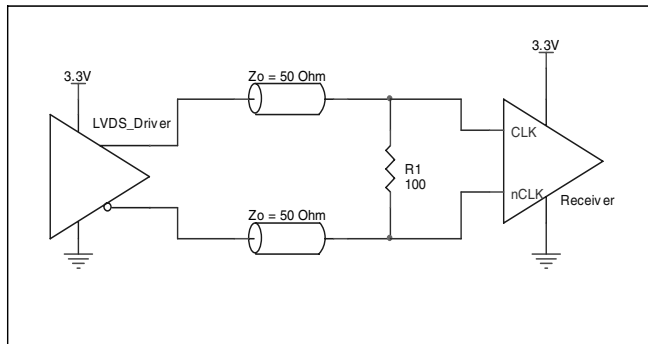 3.3V
LVDS_Driver
Zo = 50 Ohm
Zo = 50 Ohm
R1
100
3.3V
CLK
nCLK
Receiver